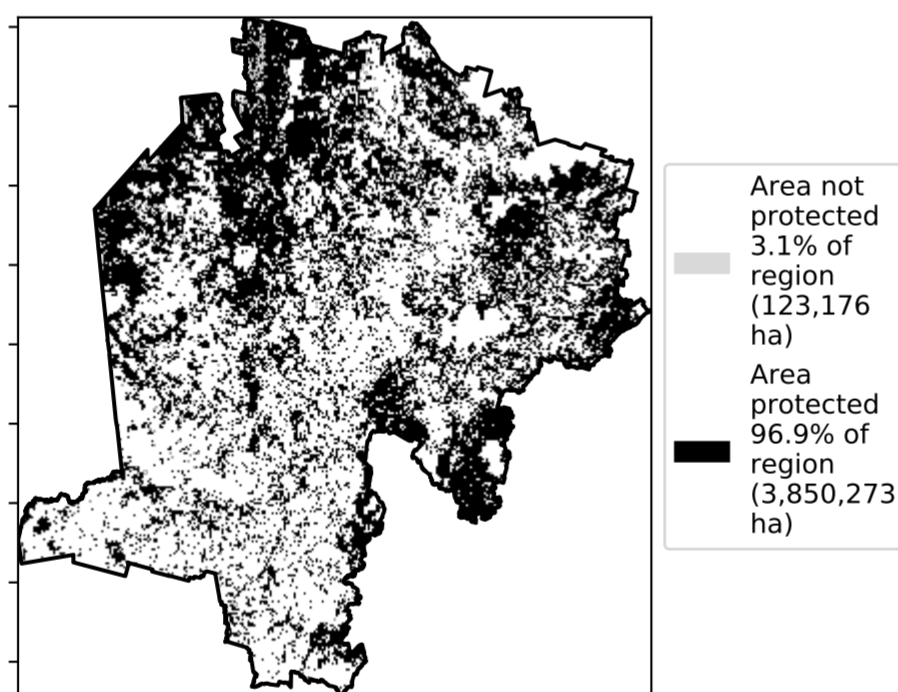 Area not
protected
3.1% of
region
(123,176
ha)
Area
protected
96.9% of
region
(3,850,273
ha)